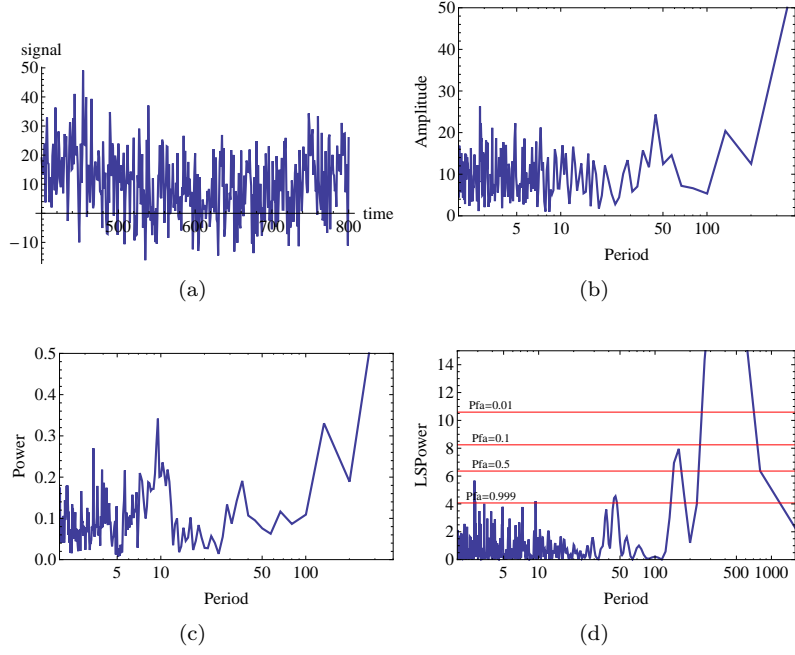 signal
50
40
30
20
10
−10
500
600
700
800
time
(a)
Amplitude
50
40
30
20
10
0
5
10
50
100
Period
(b)
Power
0.5
0.4
0.3
0.2
0.1
0.0
5
10
50
100
Period
(c)
LSPower
14
12
10
8
6
4
2
0
Pfa=0.01
Pfa=0.1
Pfa=0.5
Pfa=0.999
5
10
50
100
500
1000
Period
(d)